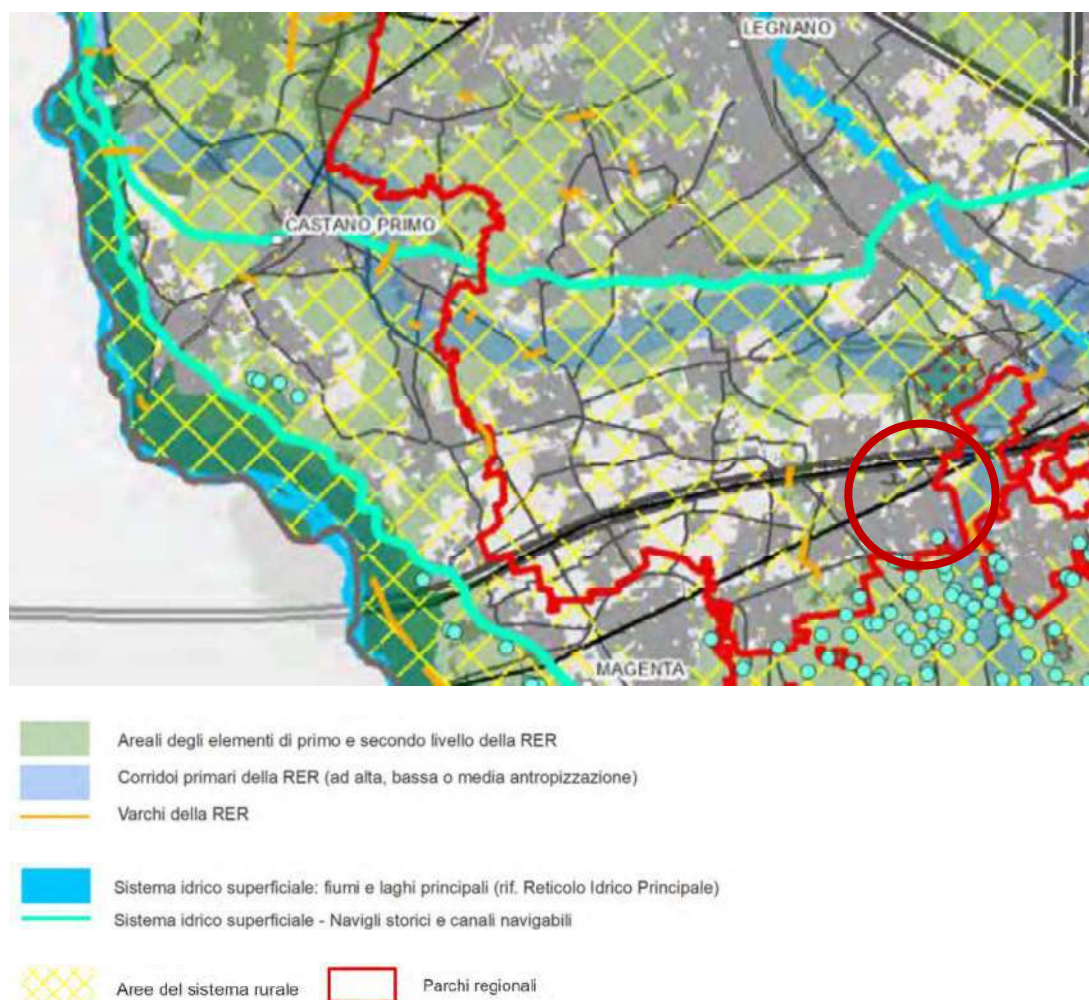 LEGNANO
CASTANO PRIMO
MAGENTA
Areali degli elementi di primo e secondo livello della RER
Corridoi primari della RER (ad alta, bassa o media antropizzazione)
Varchi della RER
Sistema idrico superficiale: fiumi e laghi principali (rif. Reticolo Idrico Principale)
Sistema idrico superficiale - Navigli storici e canali navigabili
Aree del sistema rurale Parchi regionali